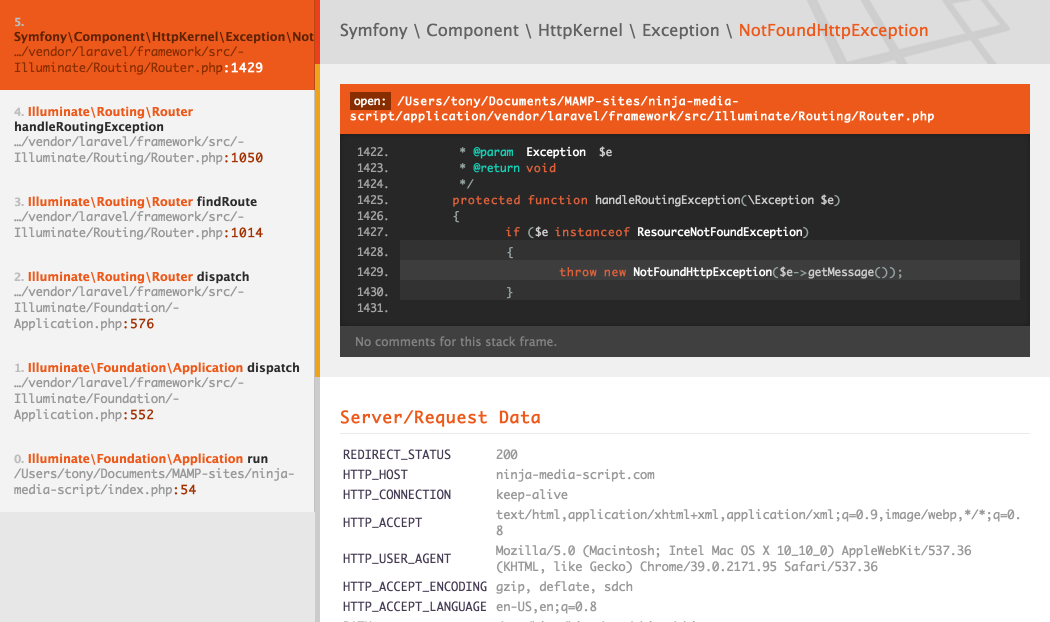 5.
Symfony\Component\HttpKernel\Exception\Not
…/vendor/laravel/framework/src/-
Illuminate/Routing/Router.php:1429
4. Illuminate\Routing\Router
handleRoutingException
…/vendor/laravel/framework/src/-
Illuminate/Routing/Router.php:1050
3. Illuminate\Routing\Router findRoute
…/vendor/laravel/framework/src/-
Illuminate/Routing/Router.php:1014
2. Illuminate\Routing\Router dispatch
…/vendor/laravel/framework/src/-
Illuminate/Foundation/-
Application.php:576
1. Illuminate\Foundation\Application dispatch
…/vendor/laravel/framework/src/-
Illuminate/Foundation/-
Application.php:552
0. Illuminate\Foundation\Application run
/Users/tony/Documents/MAMP-sites/ninja-
media-script/index.php:54
Symfony \ Component \ HttpKernel \ Exception \ NotFoundHttpException
open: /Users/tony/Documents/MAMP-sites/ninja-media-
script/application/vendor/laravel/framework/src/Illuminate/Routing/Router.php
1422. * @param Exception $e
1423. * @return void
1424. */
1425. protected function handleRoutingException(\Exception $e)
1426. {
1427. if ($e instanceof ResourceNotFoundException)
1428. {
1429. throw new NotFoundHttpException($e->getMessage());
1430. }
1431.
No comments for this stack frame.
Server/Request Data
REDIRECT_STATUS 200
HTTP_HOST ninja-media-script.com
HTTP_CONNECTION keep-alive
HTTP_ACCEPT text/html,application/xhtml+xml,application/xml;q=0.9,image/webp,*/*;q=0.
8
HTTP_USER_AGENT Mozilla/5.0 (Macintosh; Intel Mac OS X 10_10_0) AppleWebKit/537.36
(KHTML, like Gecko) Chrome/39.0.2171.95 Safari/537.36
HTTP_ACCEPT_ENCODING gzip, deflate, sdch
HTTP_ACCEPT_LANGUAGE en-US,en;q=0.8